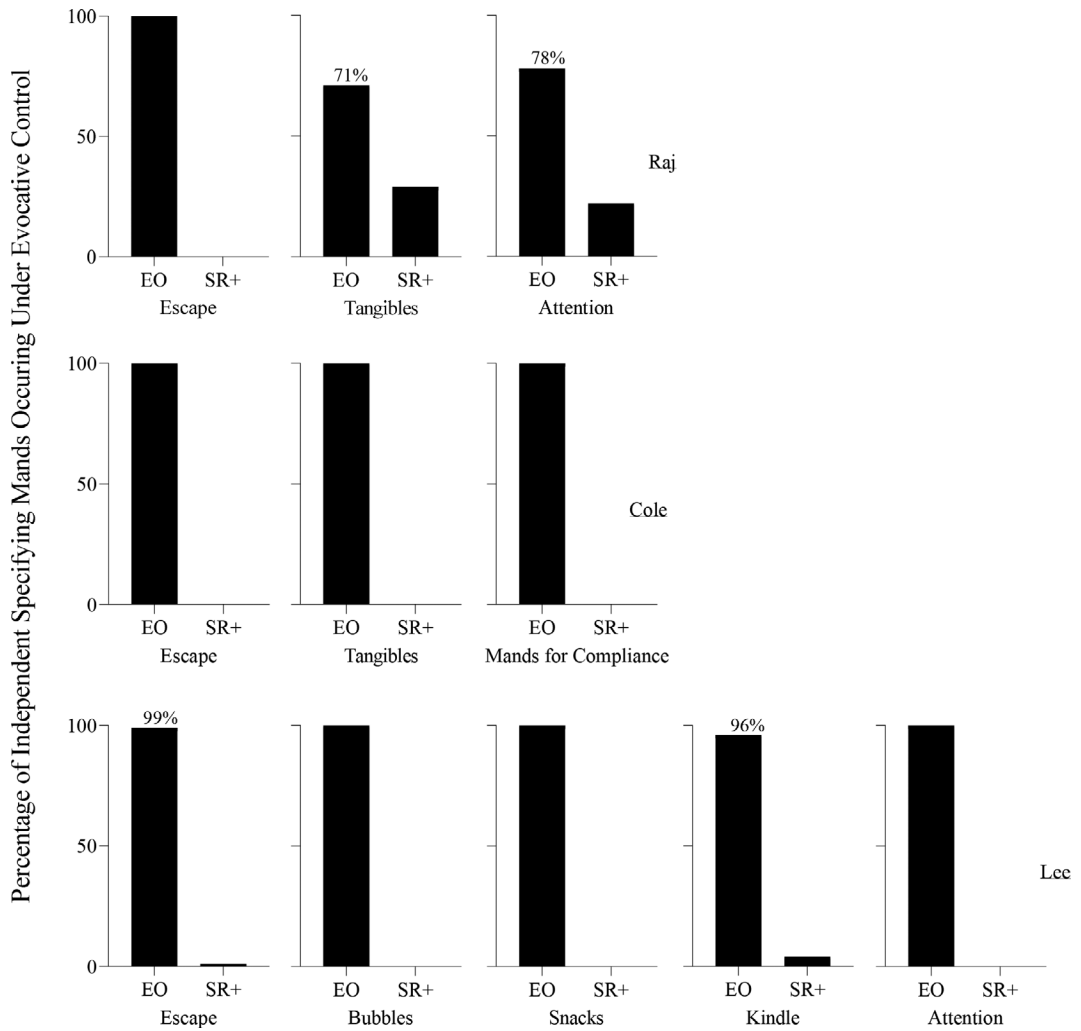 Percentage of Independent Specifying Mands Occuring Under Evocative Control
100
50
0
71%
78%
Raj
EO SR+ EO SR+ EO SR+
Escape Tangibles Attention
100
50
0
Cole
EO SR+ EO SR+ EO SR+
Escape Tangibles Mands for Compliance
100
50
0
99%
96%
Lee
EO SR+ EO SR+ EO SR+ EO SR+ EO SR+
Escape Bubbles Snacks Kindle Attention